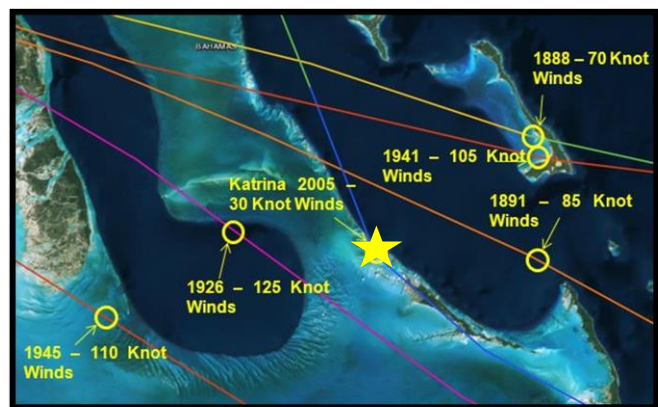 BAHAMAS
1888 – 70 Knot
Winds
1941 – 105 Knot
Winds
Katrina 2005 –
30 Knot Winds
1891 – 85 Knot
Winds
1926 – 125 Knot
Winds
1945 – 110 Knot
Winds